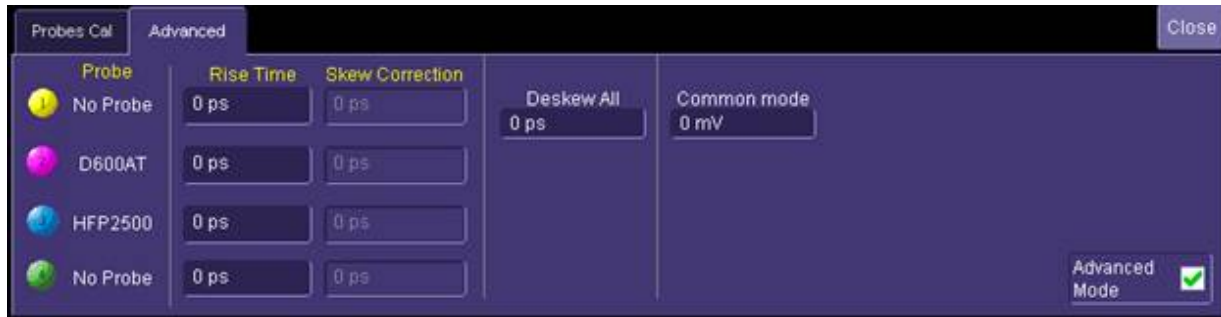 Probes Cal Advanced Close
Probe Rise Time Skew Correction
1 No Probe 0 ps 0 ps
Deskew All Common mode
0 ps 0 mV
D600AT 0 ps 0 ps
HFP2500 0 ps 0 ps
No Probe 0 ps 0 ps
Advanced
Mode